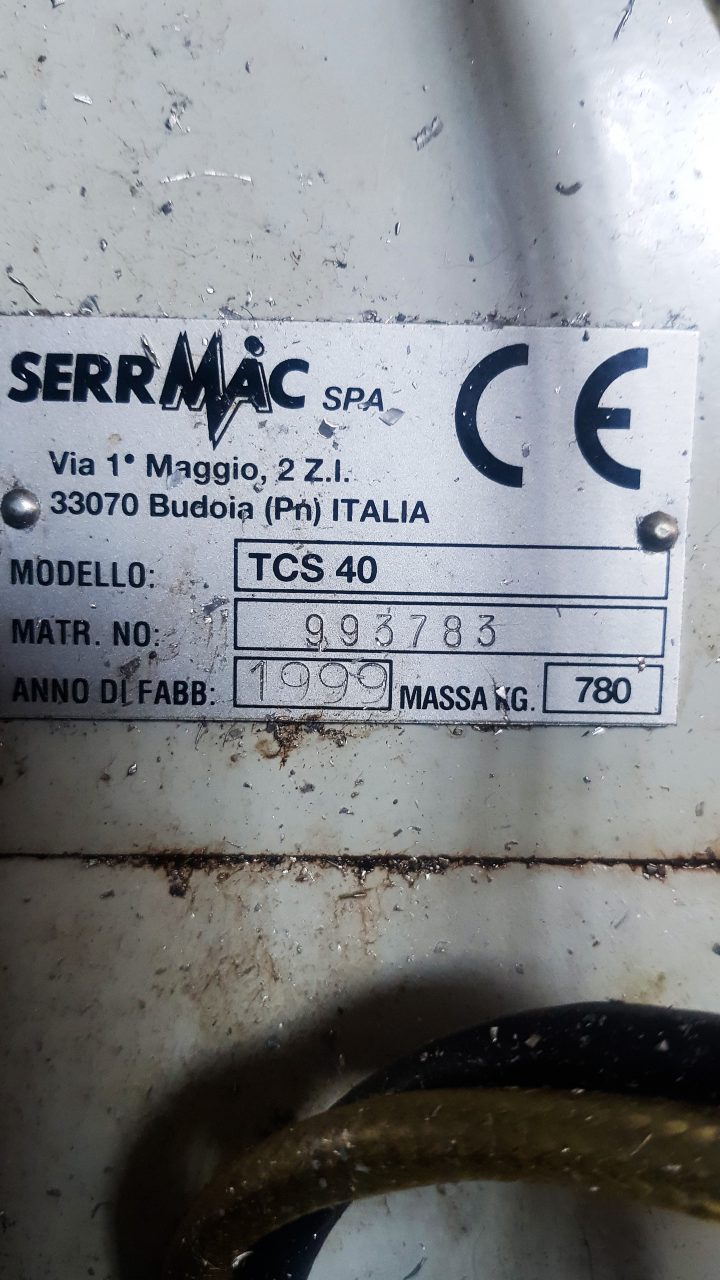 SERRMAC SPA CE
Via 1° Maggio, 2 Z.I.
33070 Budoia (Pn) ITALIA
MODELLO: TCS 40
MATR. NO: 993783
ANNO DI FABB: 1999 MASSA KG. 780